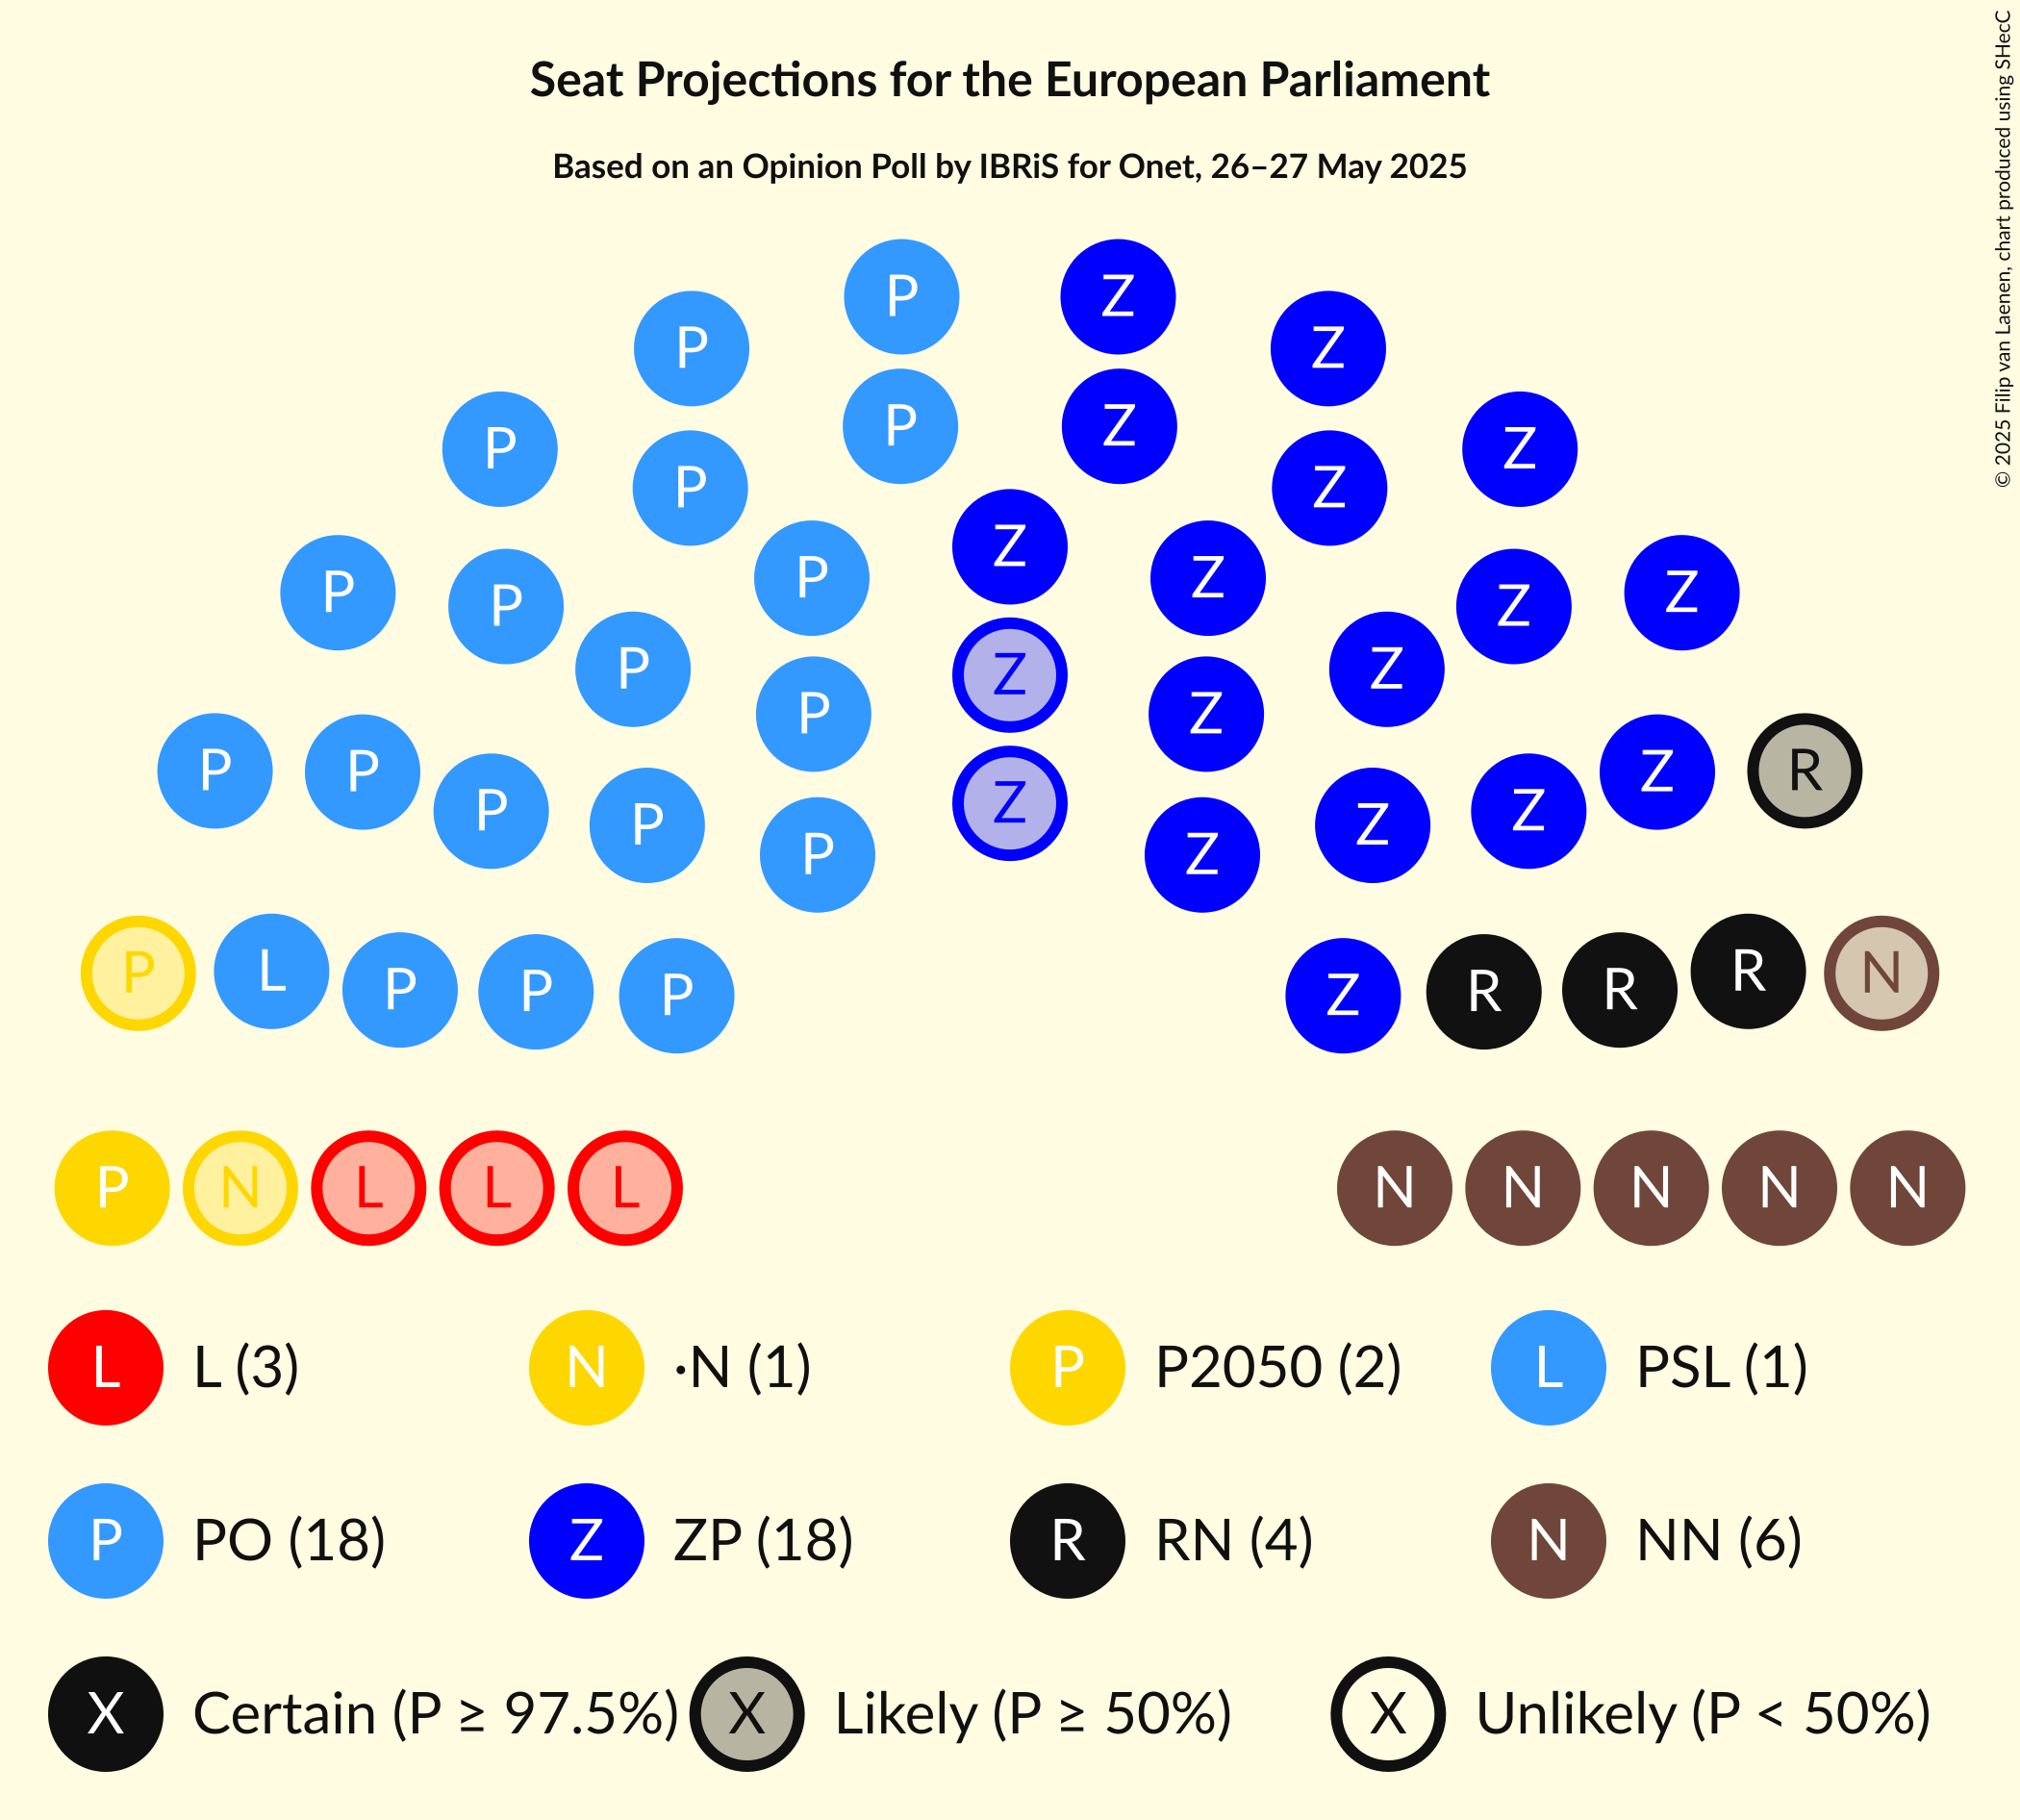 Seat Projections for the European Parliament
Based on an Opinion Poll by IBRiS for Onet, 26–27 May 2025
© 2025 Filip van Laenen, chart produced using SHecC
P Z
P Z
P Z
P Z
P Z
P Z
Z
P Z
P Z
P Z
Z
P Z
P Z
P P Z R
Z
P Z
P Z
P Z
P L P P P Z R R R N
P N L L L N N N N N
L L (3) N ·N (1) P P2050 (2) L PSL (1)
P PO (18) Z ZP (18) R RN (4) N NN (6)
X Certain (P ≥ 97.5%) X Likely (P ≥ 50%) X Unlikely (P < 50%)